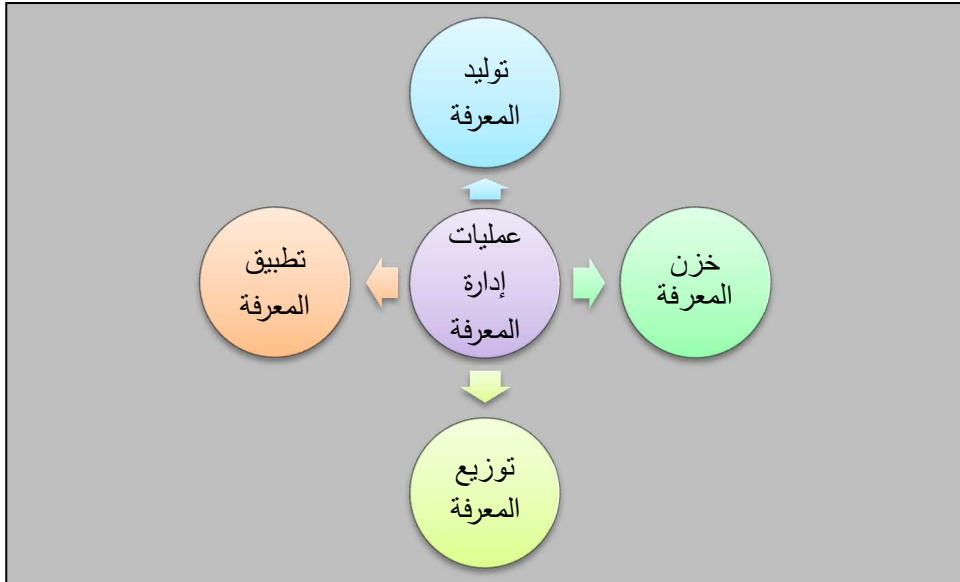 توليد
المعرفة
عمليات
إدارة
المعرفة
خزن
المعرفة
تطبيق
المعرفة
توزيع
المعرفة